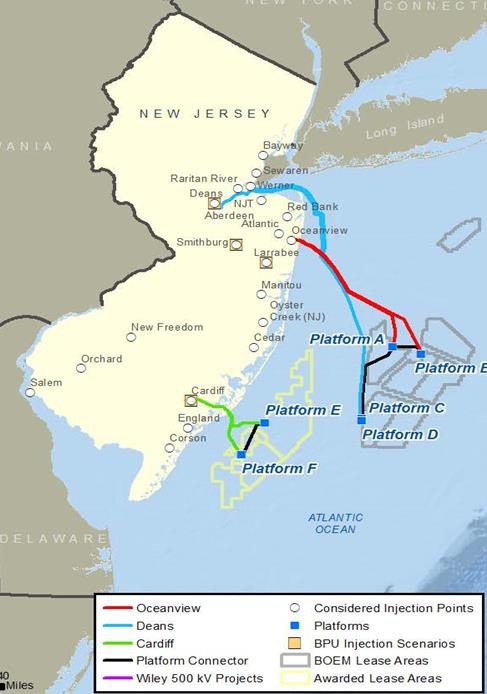 NEW YORK
CONNECTI
VANIA
NEW JERSEY
Long Island
Bayway
Sewaren
Raritan River
Werner
Deans
NJT
Aberdeen
Red Bank
Atlantic
Oceanview
Smithburg
Larrabee
Manitou
Oyster
Creek (NJ)
New Freedom
Cedar
Orchard
Salem
Platform A
Platform B
Cardiff
England
Corson
Platform E
Platform C
Platform D
Platform F
ATLANTIC
OCEAN
DELAWARE
Oceanview
Deans
Cardiff
Platform Connector
Wiley 500 kV Projects
Considered Injection Points
Platforms
BPU Injection Scenarios
BOEM Lease Areas
Awarded Lease Areas
40
Miles